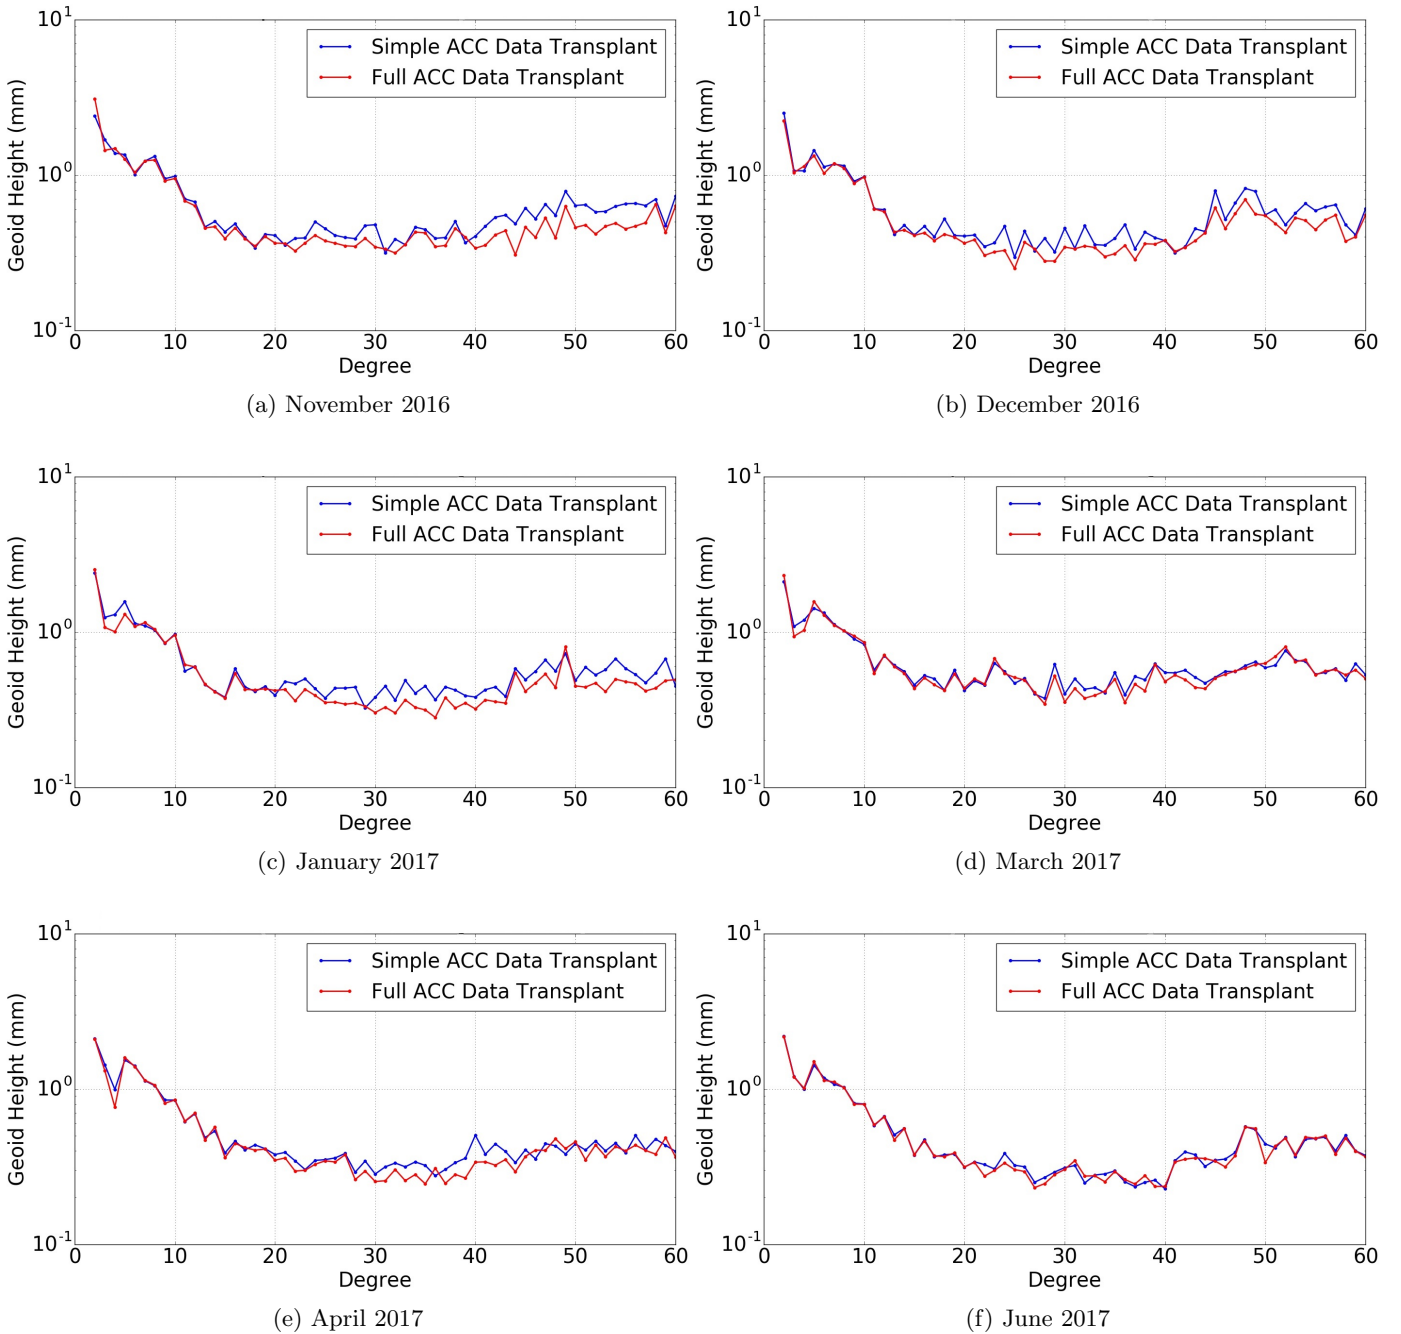 10^1
10^0
10^-1
Geoid Height (mm)
Simple ACC Data Transplant
Full ACC Data Transplant
0 10 20 30 40 50 60
Degree
(a) November 2016
10^1
10^0
10^-1
Geoid Height (mm)
Simple ACC Data Transplant
Full ACC Data Transplant
0 10 20 30 40 50 60
Degree
(b) December 2016
10^1
10^0
10^-1
Geoid Height (mm)
Simple ACC Data Transplant
Full ACC Data Transplant
0 10 20 30 40 50 60
Degree
(c) January 2017
10^1
10^0
10^-1
Geoid Height (mm)
Simple ACC Data Transplant
Full ACC Data Transplant
0 10 20 30 40 50 60
Degree
(d) March 2017
10^1
10^0
10^-1
Geoid Height (mm)
Simple ACC Data Transplant
Full ACC Data Transplant
0 10 20 30 40 50 60
Degree
(e) April 2017
10^1
10^0
10^-1
Geoid Height (mm)
Simple ACC Data Transplant
Full ACC Data Transplant
0 10 20 30 40 50 60
Degree
(f) June 2017